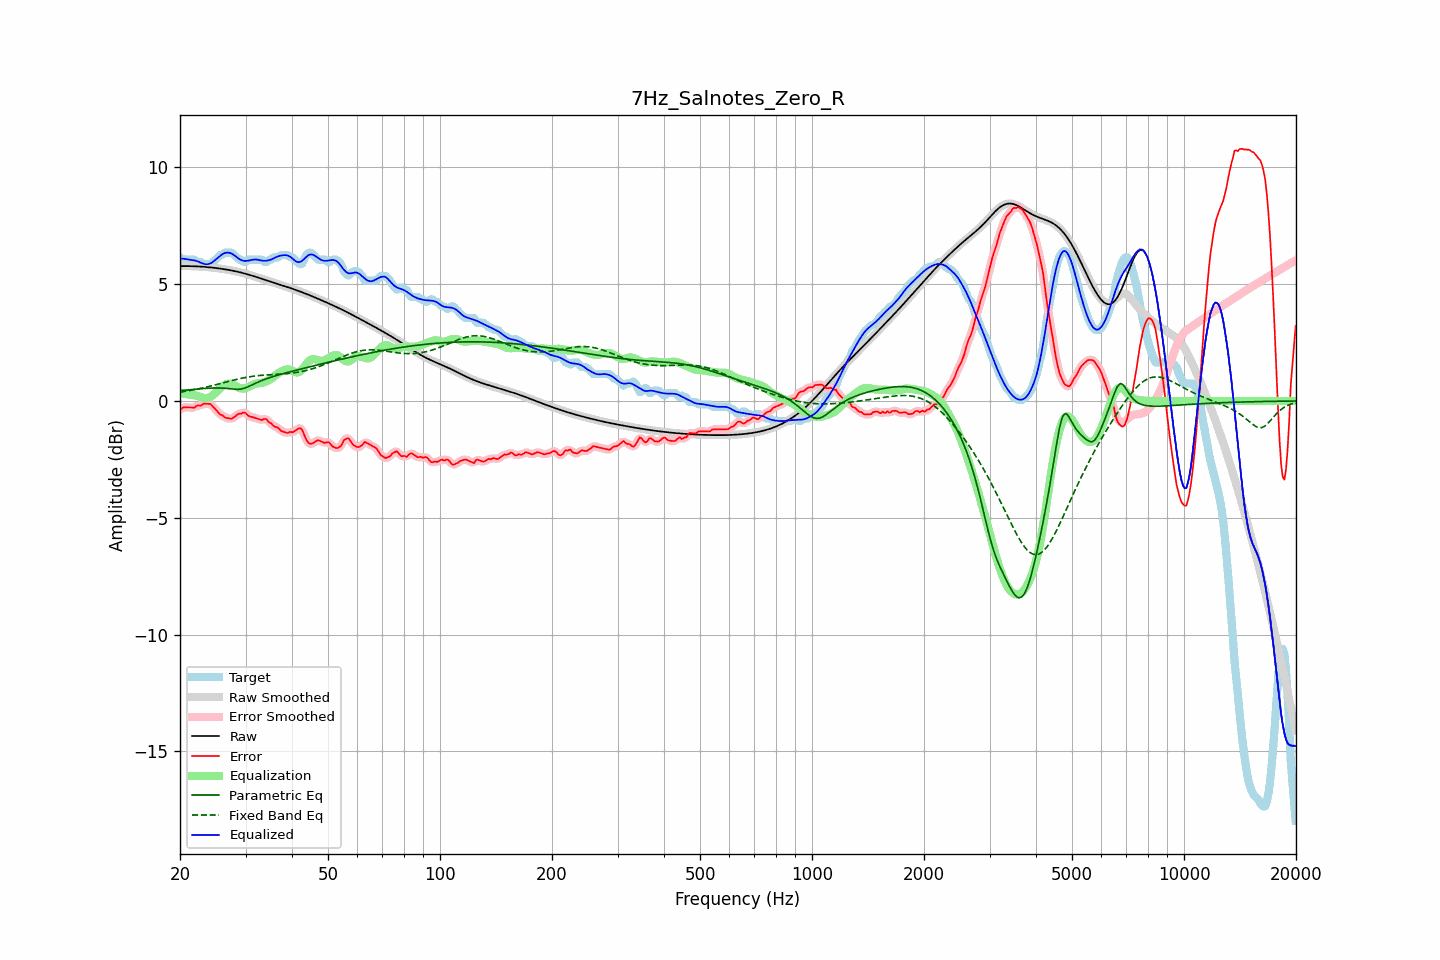 7Hz_Salnotes_Zero_R
Amplitude (dBr)
10
5
0
−5
−10
−15
Target
Raw Smoothed
Error Smoothed
Raw
Error
Equalization
Parametric Eq
Fixed Band Eq
Equalized
20 50 100 200 500 1000 2000 5000 10000 20000
Frequency (Hz)